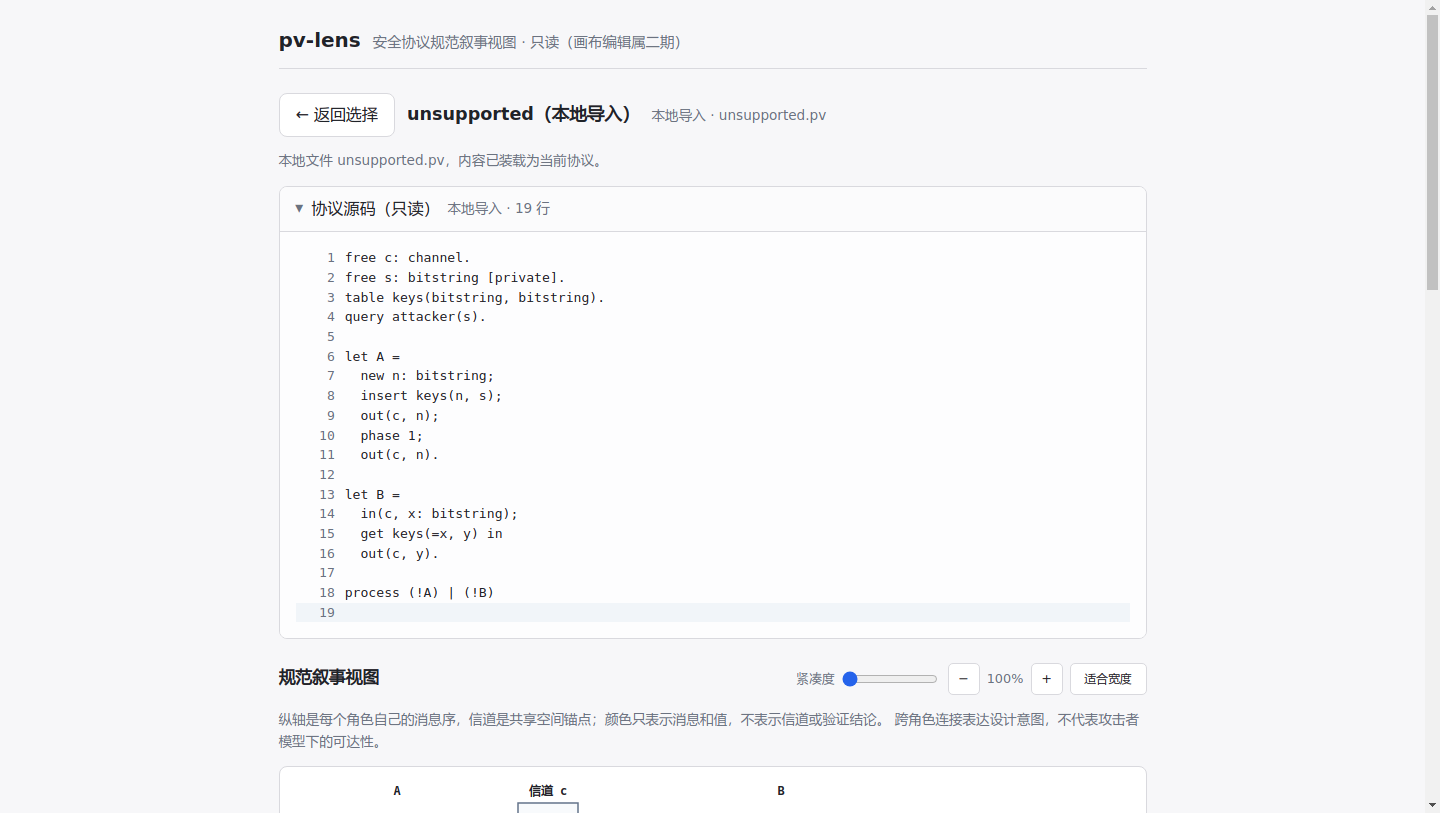 pv-lens 安全协议规范叙事视图 · 只读（画布编辑属二期）
← 返回选择 unsupported（本地导入） 本地导入 · unsupported.pv
本地文件 unsupported.pv，内容已装载为当前协议。
▼ 协议源码（只读） 本地导入 · 19 行
1 free c: channel.
2 free s: bitstring [private].
3 table keys(bitstring, bitstring).
4 query attacker(s).
5
6 let A =
7   new n: bitstring;
8   insert keys(n, s);
9   out(c, n);
10   phase 1;
11   out(c, n).
12
13 let B =
14   in(c, x: bitstring);
15   get keys(=x, y) in
16   out(c, y).
17
18 process (!A) | (!B)
19
规范叙事视图 紧凑度 − 100% + 适合宽度
纵轴是每个角色自己的消息序，信道是共享空间锚点；颜色只表示消息和值，不表示信道或验证结论。 跨角色连接表达设计意图，不代表攻击者
模型下的可达性。
A 信道 c B